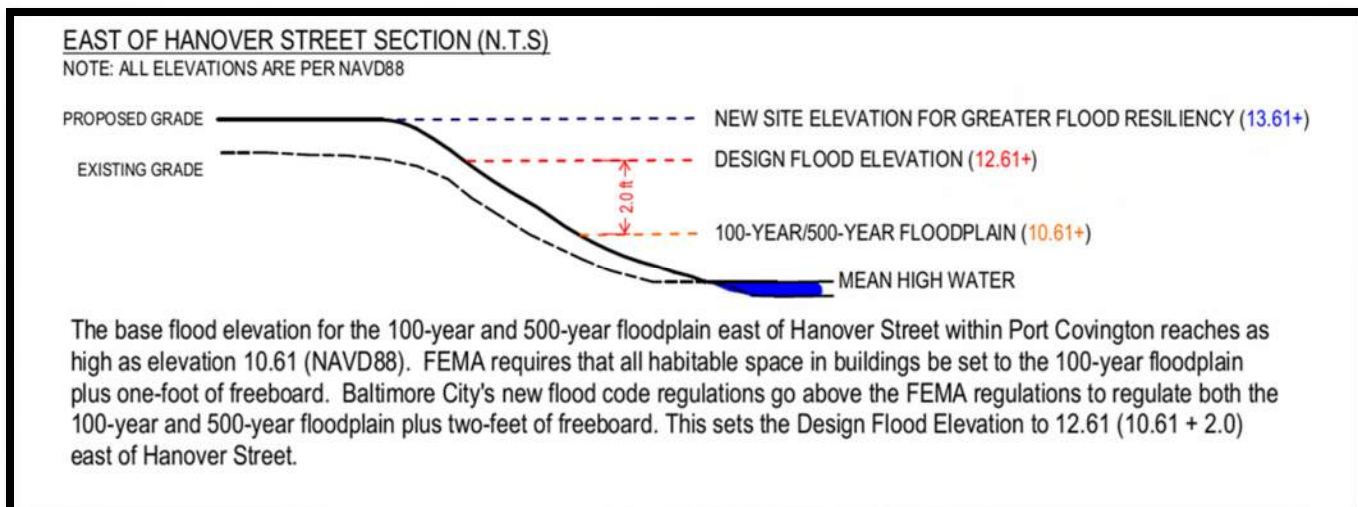 EAST OF HANOVER STREET SECTION (N.T.S)
NOTE: ALL ELEVATIONS ARE PER NAVD88
PROPOSED GRADE
NEW SITE ELEVATION FOR GREATER FLOOD RESILIENCY (13.61+)
EXISTING GRADE
DESIGN FLOOD ELEVATION (12.61+)
2.0 ft
100-YEAR/500-YEAR FLOODPLAIN (10.61+)
MEAN HIGH WATER
The base flood elevation for the 100-year and 500-year floodplain east of Hanover Street within Port Covington reaches as
high as elevation 10.61 (NAVD88). FEMA requires that all habitable space in buildings be set to the 100-year floodplain
plus one-foot of freeboard. Baltimore City's new flood code regulations go above the FEMA regulations to regulate both the
100-year and 500-year floodplain plus two-feet of freeboard. This sets the Design Flood Elevation to 12.61 (10.61 + 2.0)
east of Hanover Street.